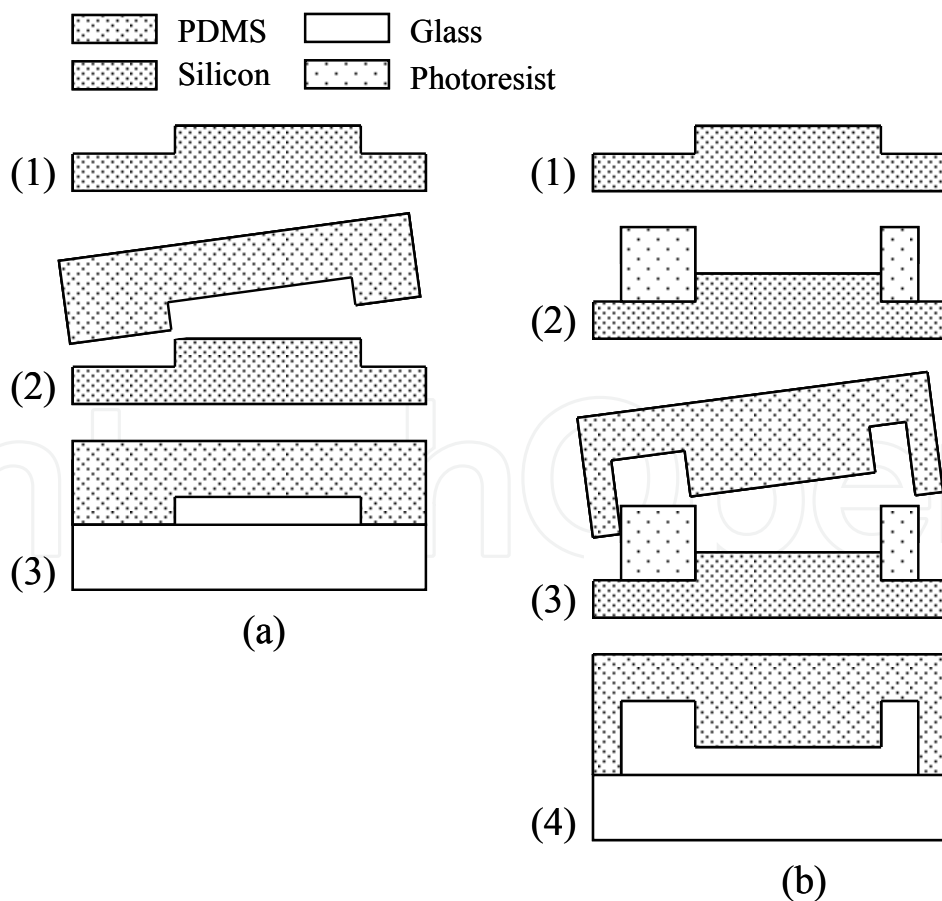 PDMS
Glass
Silicon
Photoresist
(1)
(2)
(3)
(a)
(1)
(2)
(3)
(4)
(b)